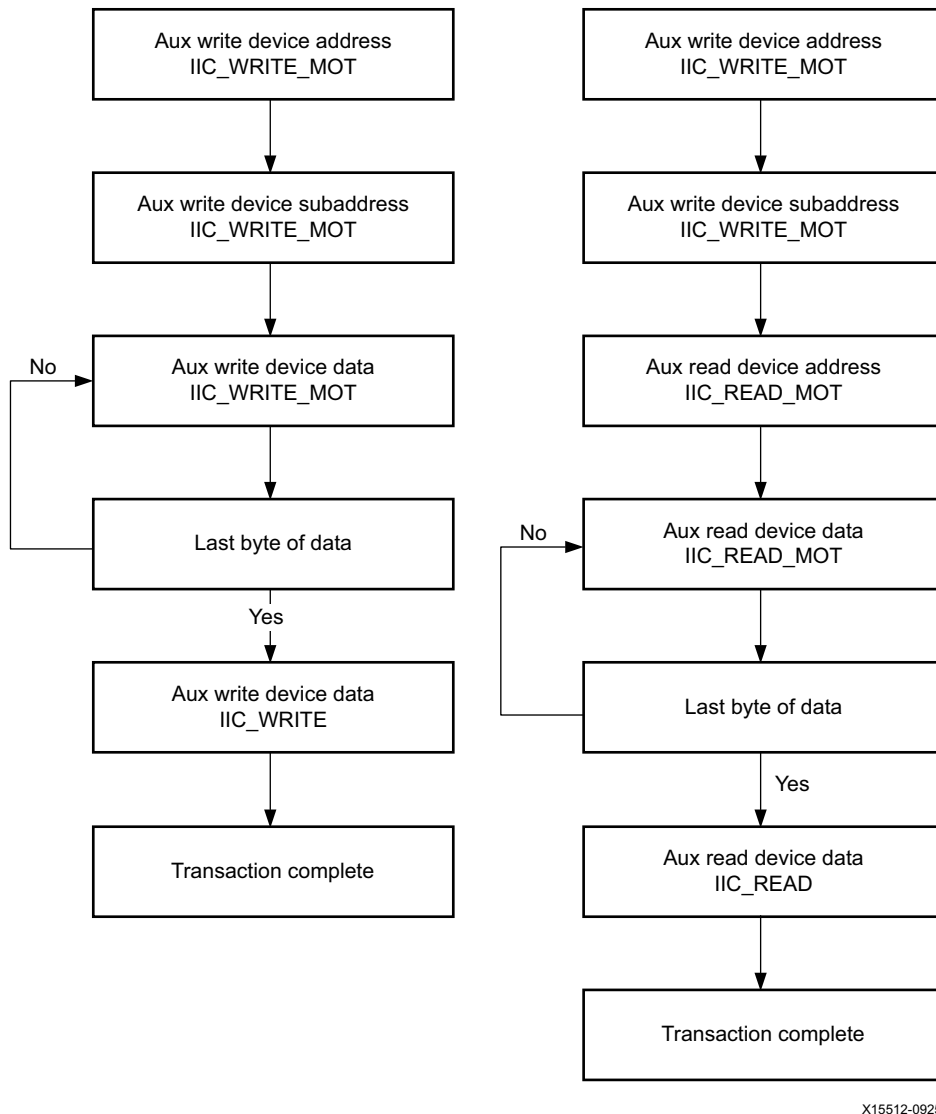 Aux write device address
IIC_WRITE_MOT
Aux write device subaddress
IIC_WRITE_MOT
No
Aux write device data
IIC_WRITE_MOT
Last byte of data
Yes
Aux write device data
IIC_WRITE
Transaction complete
Aux write device address
IIC_WRITE_MOT
Aux write device subaddress
IIC_WRITE_MOT
Aux read device address
IIC_READ_MOT
No
Aux read device data
IIC_READ_MOT
Last byte of data
Yes
Aux read device data
IIC_READ
Transaction complete
X15512-0925